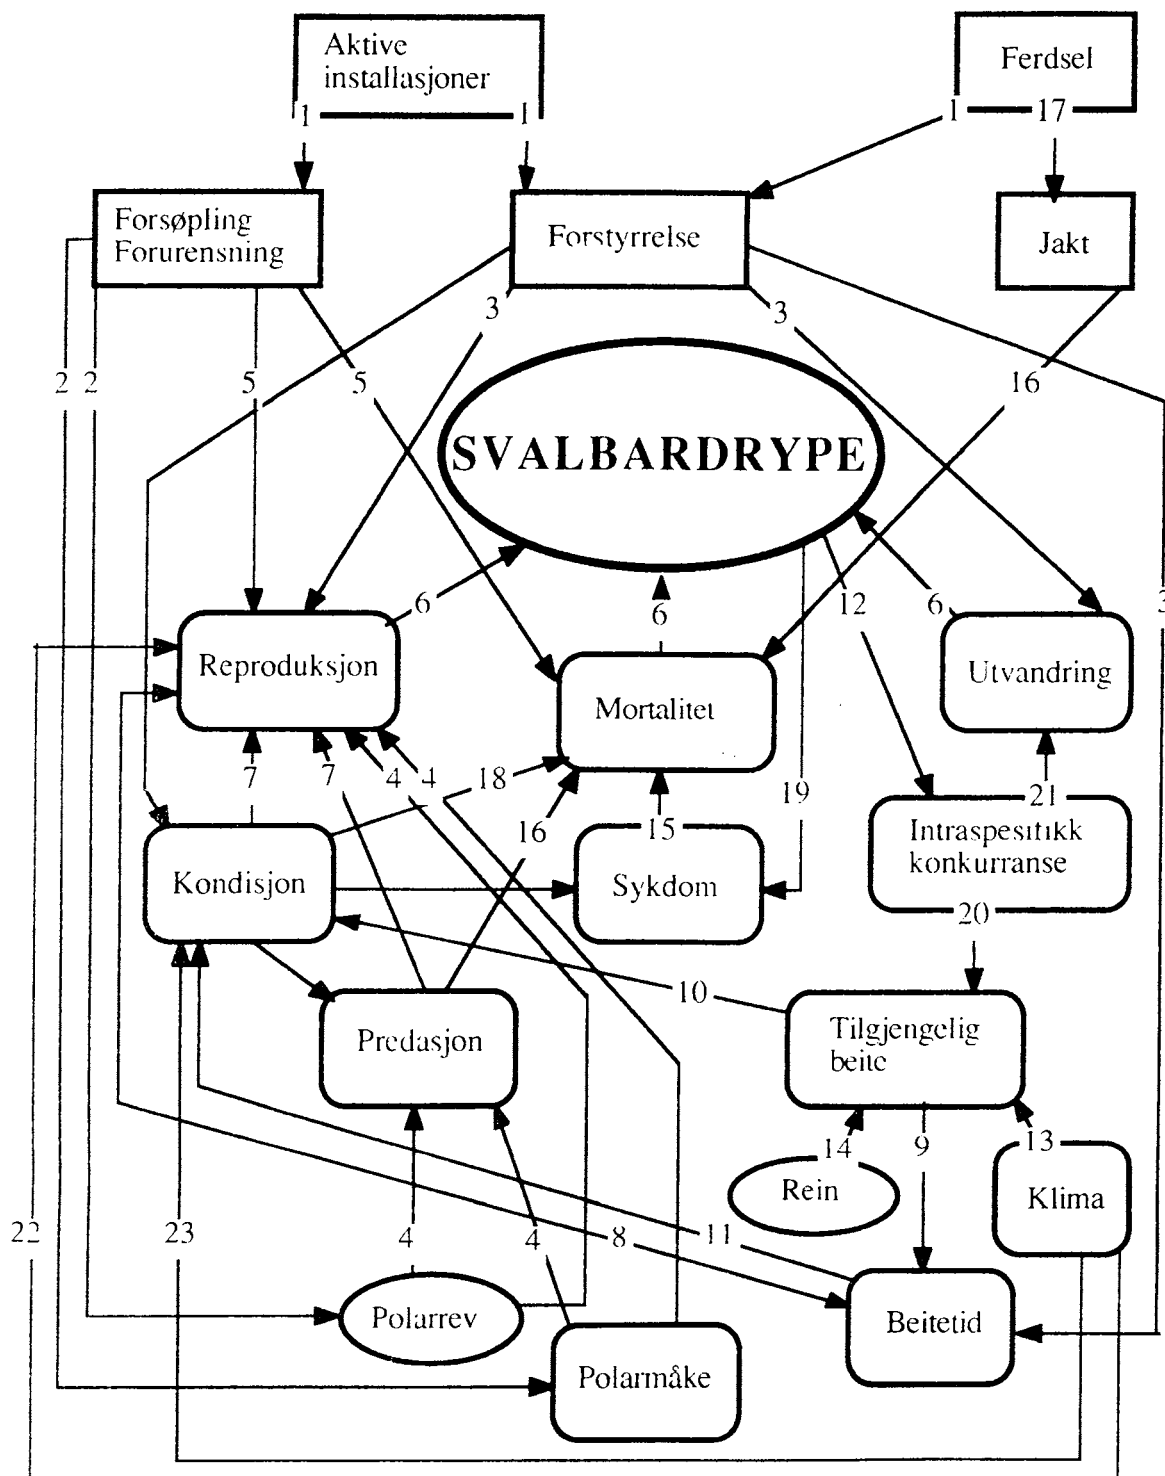 Aktive
installasjoner
Ferdsel
1
1
1
17
Forsøpling
Forurensning
Forstyrrelse
Jakt
3
3
2
2
5
5
16
SVALBARDRYPE
6
6
12
6
3
Reproduksjon
Mortalitet
Utvandring
7
7
4
4
18
19
21
16
15
Intraspesifikk
konkurranse
Kondisjon
Sykdom
20
10
Tilgjengelig
beite
Predasjon
14
9
13
Rein
Klima
22
23
4
4
8
11
Polarrev
Beitetid
Polarmåke